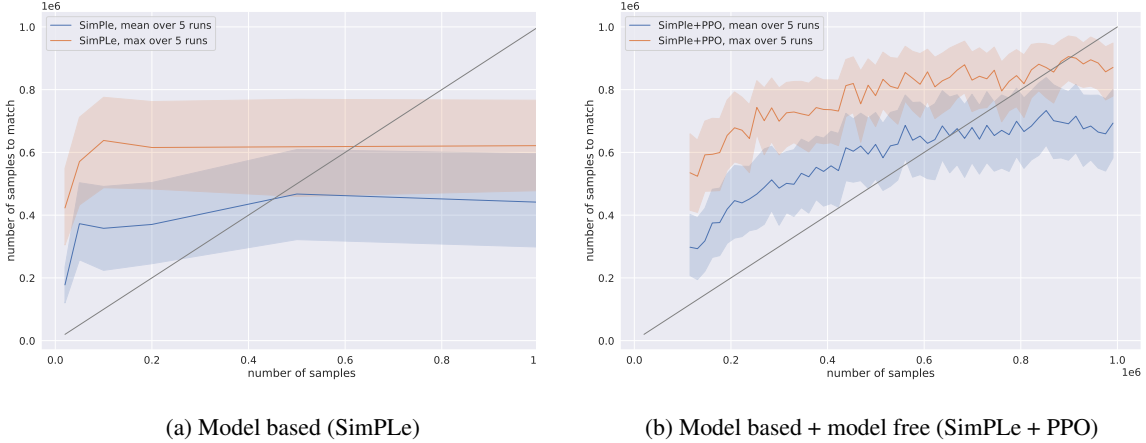 1e6
SimPle, mean over 5 runs
SimPLe, max over 5 runs
1.0
0.8
0.6
0.4
0.2
0.0
number of samples to match
0.0 0.2 0.4 0.6 0.8 1
number of samples
(a) Model based (SimPLe)
1e6
SimPle+PPO, mean over 5 runs
SimPle+PPO, max over 5 runs
1.0
0.8
0.6
0.4
0.2
0.0
number of samples to match
0.0 0.2 0.4 0.6 0.8 1.0
1e6
number of samples
(b) Model based + model free (SimPLe + PPO)